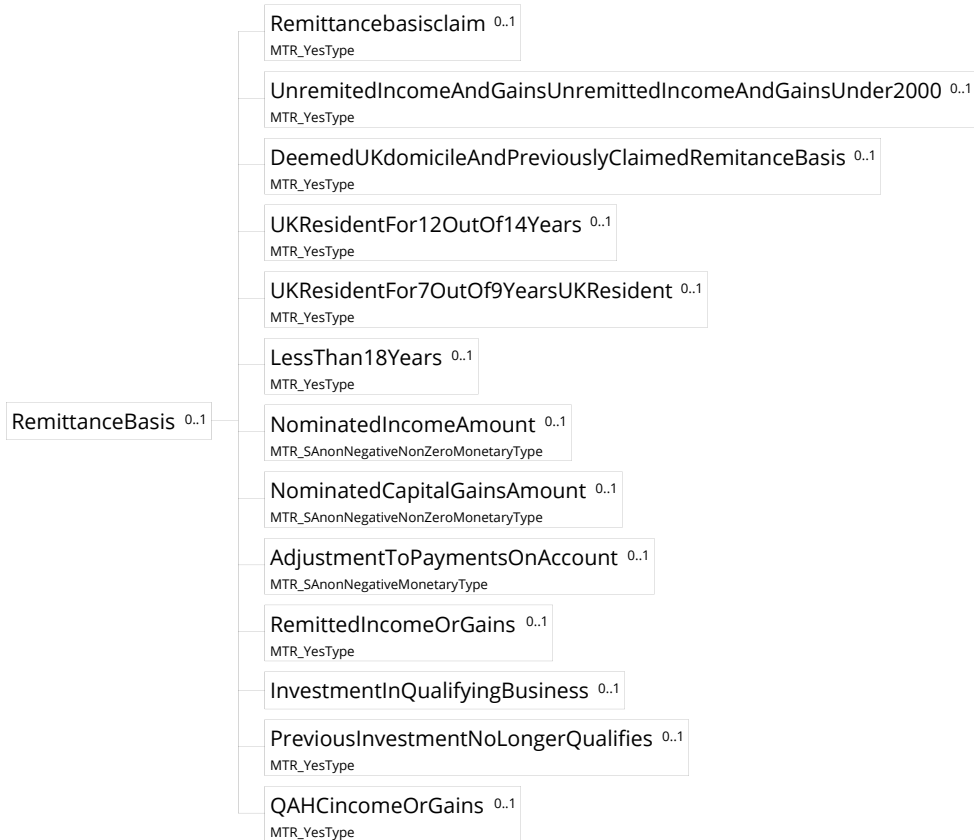 Remittancebasisclaim 0..1
MTR_YesType
UnremitedIncomeAndGainsUnremittedIncomeAndGainsUnder2000 0..1
MTR_YesType
DeemedUKdomicileAndPreviouslyClaimedRemitanceBasis 0..1
MTR_YesType
UKResidentFor12OutOf14Years 0..1
MTR_YesType
UKResidentFor7OutOf9YearsUKResident 0..1
MTR_YesType
LessThan18Years 0..1
MTR_YesType
RemittanceBasis 0..1
NominatedIncomeAmount 0..1
MTR_SAnonNegativeNonZeroMonetaryType
NominatedCapitalGainsAmount 0..1
MTR_SAnonNegativeNonZeroMonetaryType
AdjustmentToPaymentsOnAccount 0..1
MTR_SAnonNegativeMonetaryType
RemittedIncomeOrGains 0..1
MTR_YesType
InvestmentInQualifyingBusiness 0..1
PreviousInvestmentNoLongerQualifies 0..1
MTR_YesType
QAHCincomeOrGains 0..1
MTR_YesType